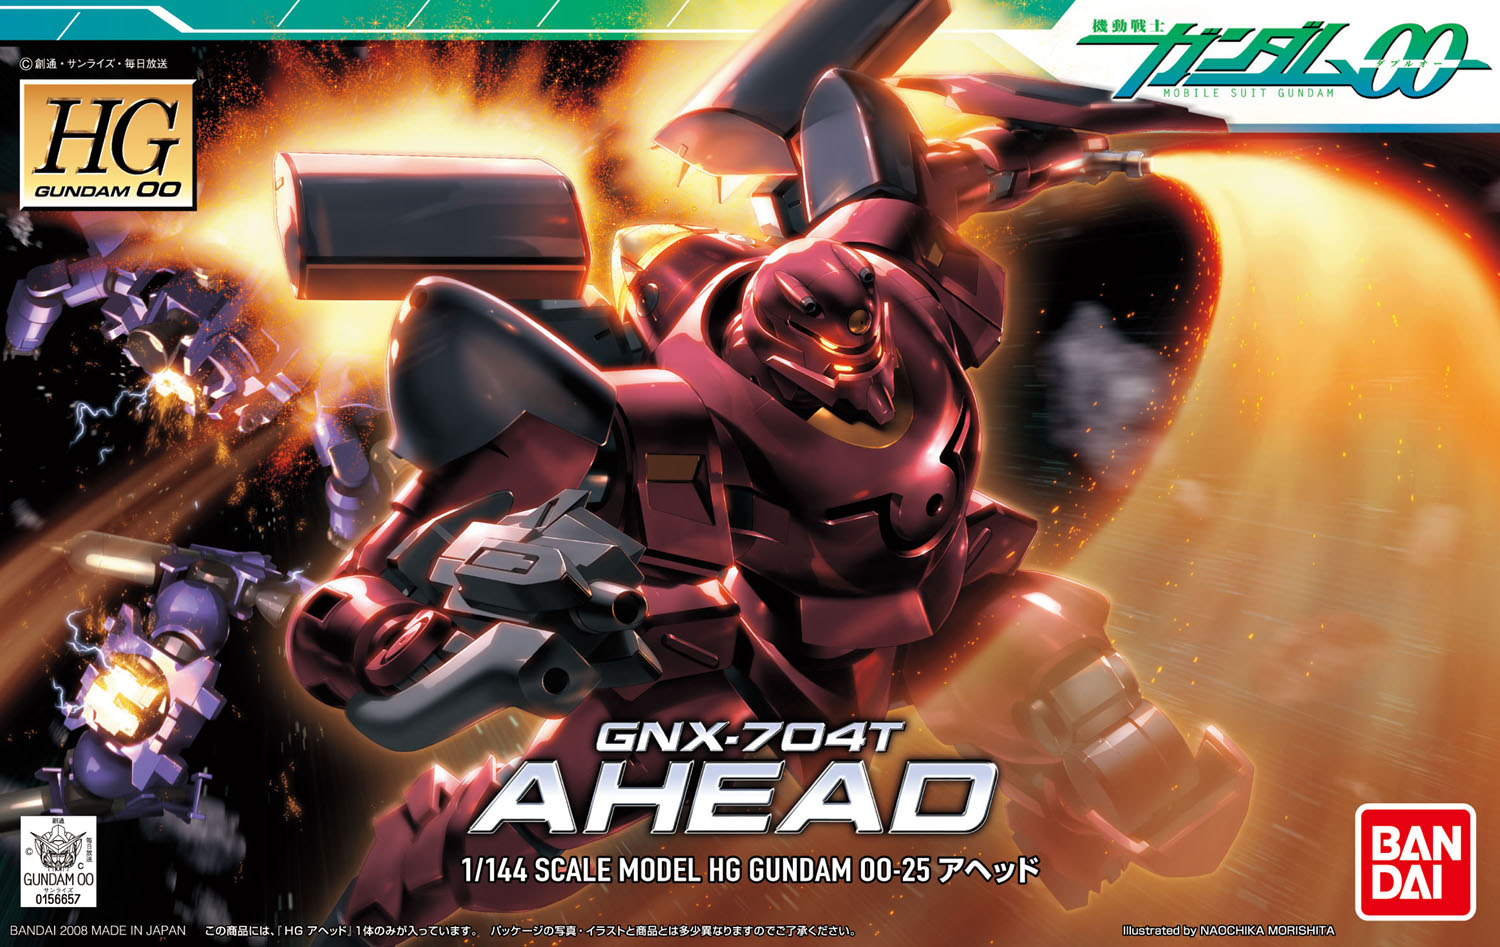 機動戦士
ガンダム00
ダブルオー
MOBILE SUIT GUNDAM
©創通・サンライズ・毎日放送
HG
GUNDAM 00
GNX-704T
AHEAD
1/144 SCALE MODEL HG GUNDAM 00-25 アヘッド
創通
©
毎日放送
C
GUNDAM 00
サンライズ
0156657
BAN
DAI
BANDAI 2008 MADE IN JAPAN
この商品には、「HG アヘッド」1体のみが入っています。 パッケージの写真・イラストと商品とは多少異なりますのでご了承ください。
Illustrated by NAOCHIKA MORISHITA